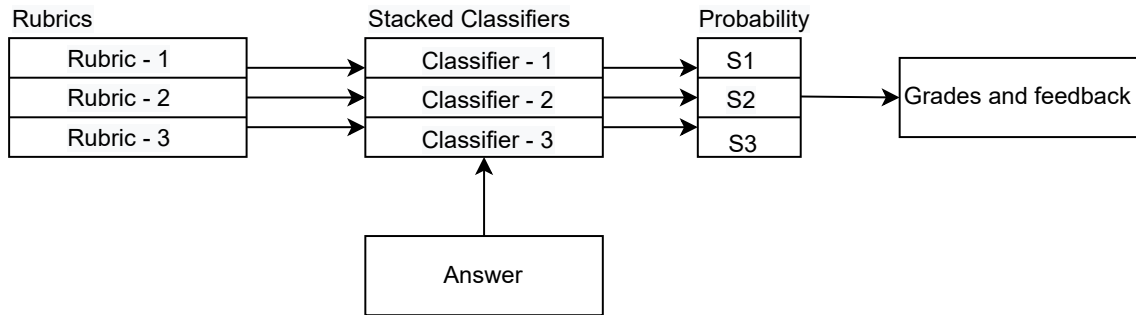 Rubrics
Stacked Classifiers
Probability
Rubric - 1
Classifier - 1
S1
Rubric - 2
Classifier - 2
S2
Grades and feedback
Rubric - 3
Classifier - 3
S3
Answer